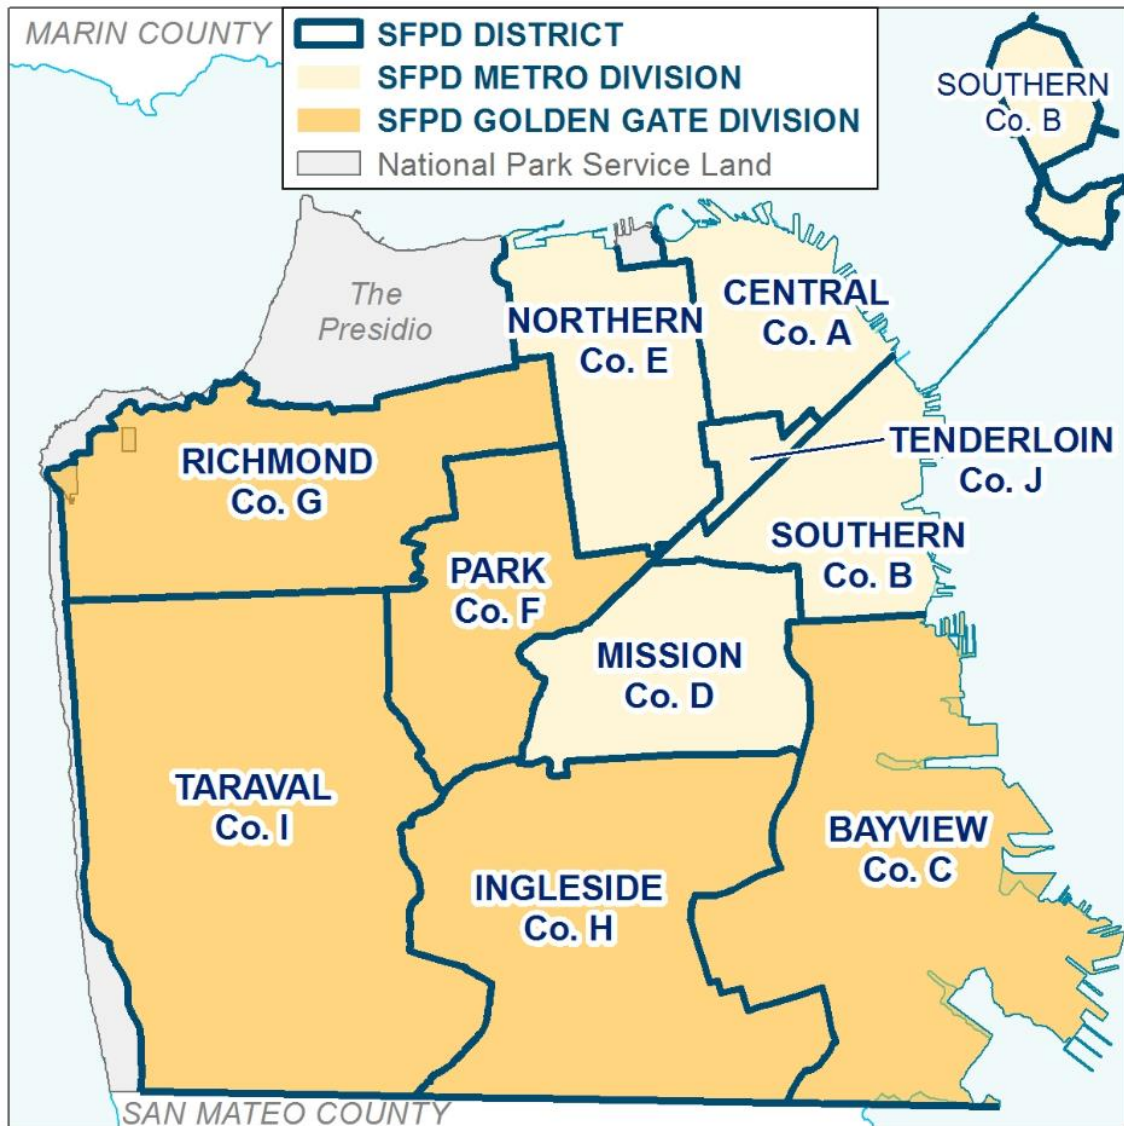 MARIN COUNTY
SFPD DISTRICT
SFPD METRO DIVISION
SFPD GOLDEN GATE DIVISION
National Park Service Land
SOUTHERN
Co. B
The
Presidio
NORTHERN
Co. E
CENTRAL
Co. A
RICHMOND
Co. G
TENDERLOIN
Co. J
PARK
Co. F
SOUTHERN
Co. B
MISSION
Co. D
TARAVAL
Co. I
BAYVIEW
Co. C
INGLESIDE
Co. H
SAN MATEO COUNTY